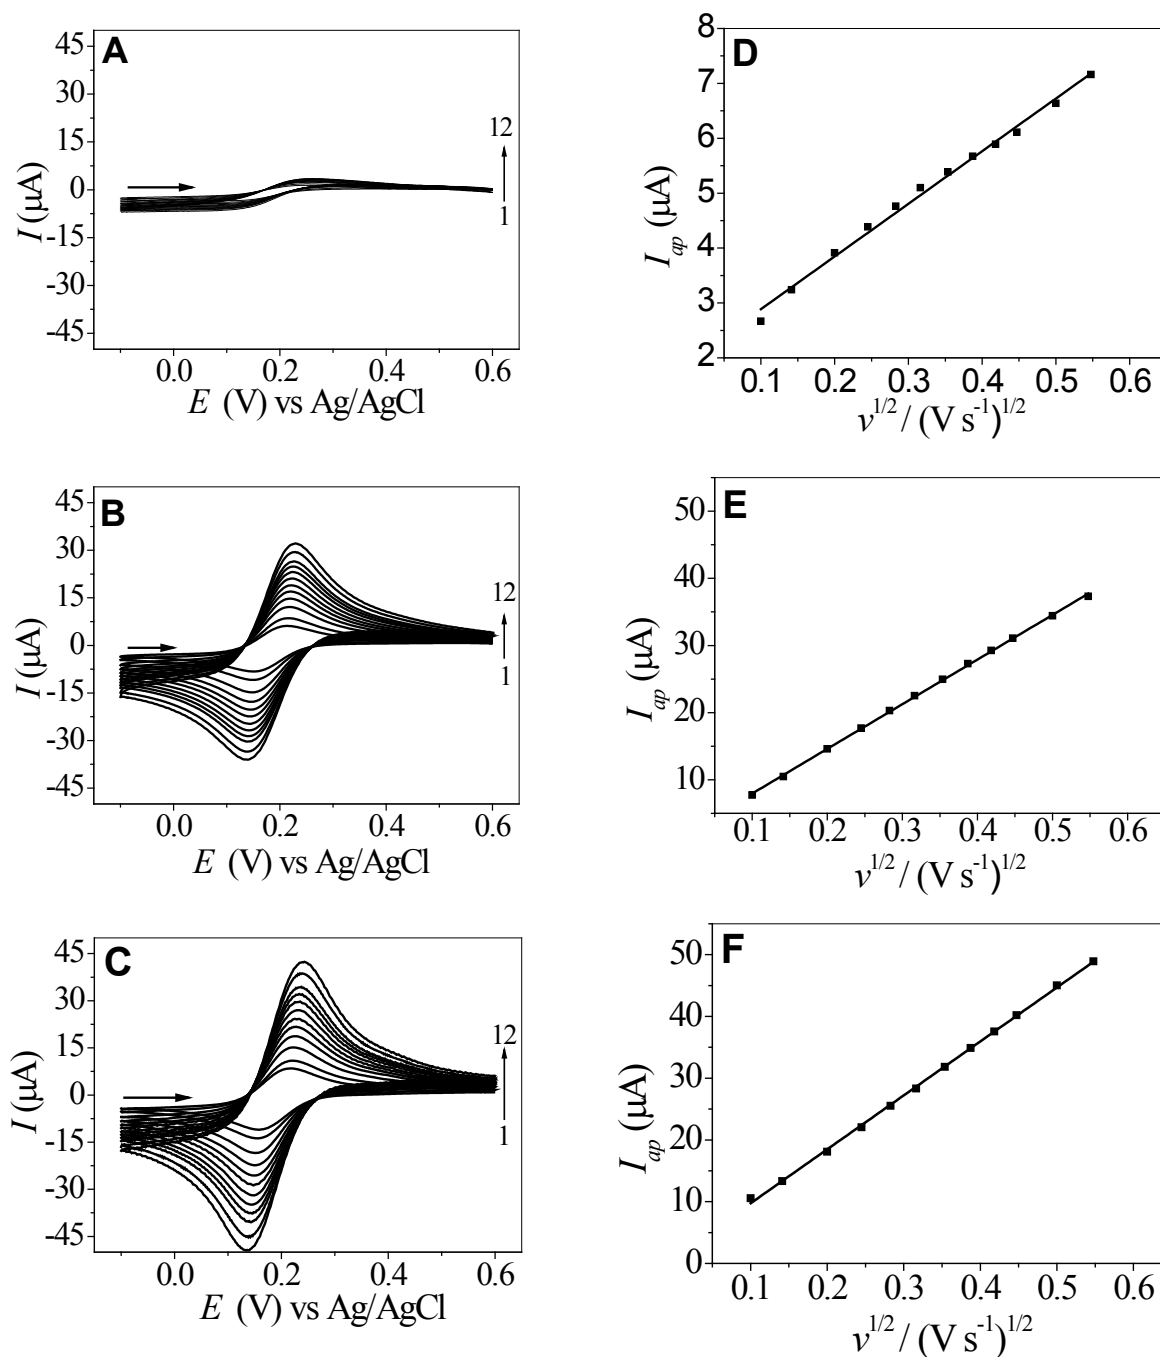 A
45
30
15
0
-15
-30
-45
I (μA)
12
1
0.0 0.2 0.4 0.6
E (V) vs Ag/AgCl
D
8
7
6
5
4
3
2
I_ap (μA)
0.1 0.2 0.3 0.4 0.5 0.6
ν^1/2 / (V s^-1)^1/2
B
45
30
15
0
-15
-30
-45
I (μA)
12
1
0.0 0.2 0.4 0.6
E (V) vs Ag/AgCl
E
50
40
30
20
10
I_ap (μA)
0.1 0.2 0.3 0.4 0.5 0.6
ν^1/2 / (V s^-1)^1/2
C
45
30
15
0
-15
-30
-45
I (μA)
12
1
0.0 0.2 0.4 0.6
E (V) vs Ag/AgCl
F
50
40
30
20
10
0
I_ap (μA)
0.1 0.2 0.3 0.4 0.5 0.6
ν^1/2 / (V s^-1)^1/2